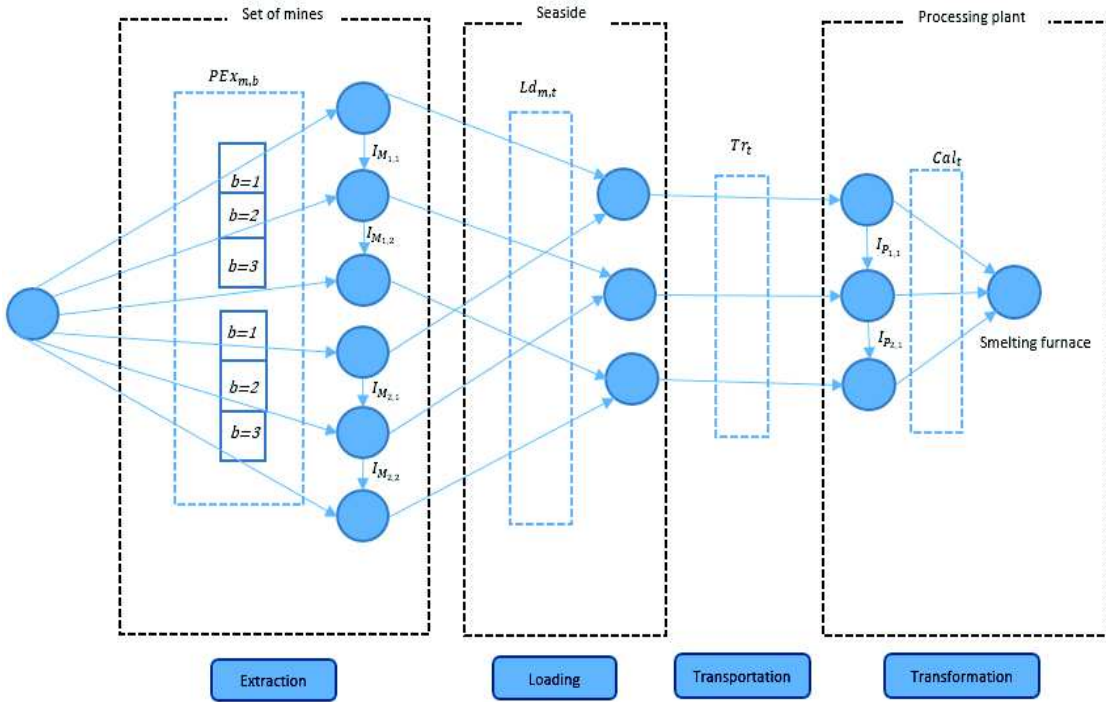 Set of mines
Seaside
Processing plant
PEx_{m,b}
Ld_{m,t}
Tr_t
Cal_t
I_{M_{1,1}}
b=1
b=2
I_{M_{1,2}}
b=3
I_{P_{1,1}}
b=1
I_{P_{2,1}}
Smelting furnace
b=2
I_{M_{2,1}}
b=3
I_{M_{2,2}}
Extraction
Loading
Transportation
Transformation